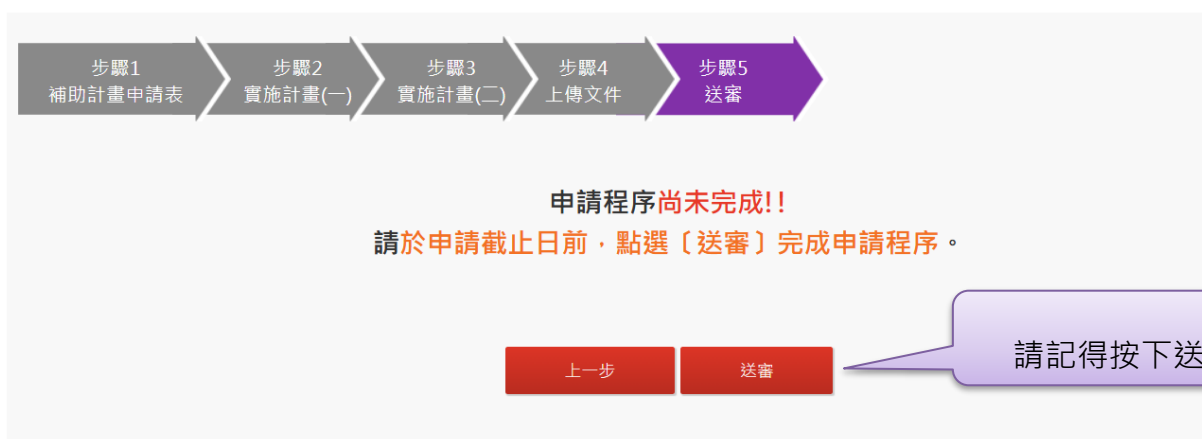 步驟1
補助計畫申請表
步驟2
實施計畫(一)
步驟3
實施計畫(二)
步驟4
上傳文件
步驟5
送審
申請程序尚未完成!!
請於申請截止日前，點選〔送審〕完成申請程序。
上一步
送審
請記得按下送